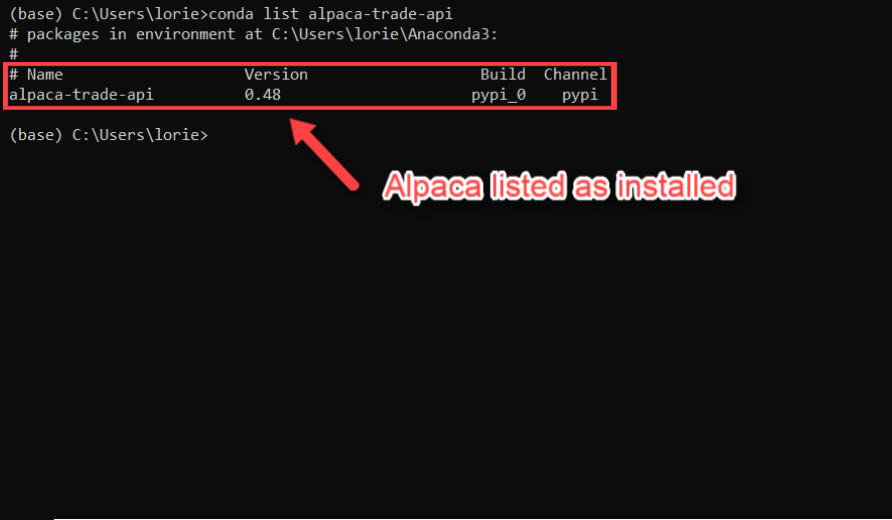 (base) C:\Users\lorie>conda list alpaca-trade-api
# packages in environment at C:\Users\lorie\Anaconda3:
#
# Name                    Version                   Build  Channel
alpaca-trade-api          0.48                     pypi_0    pypi
(base) C:\Users\lorie>
Alpaca listed as installed